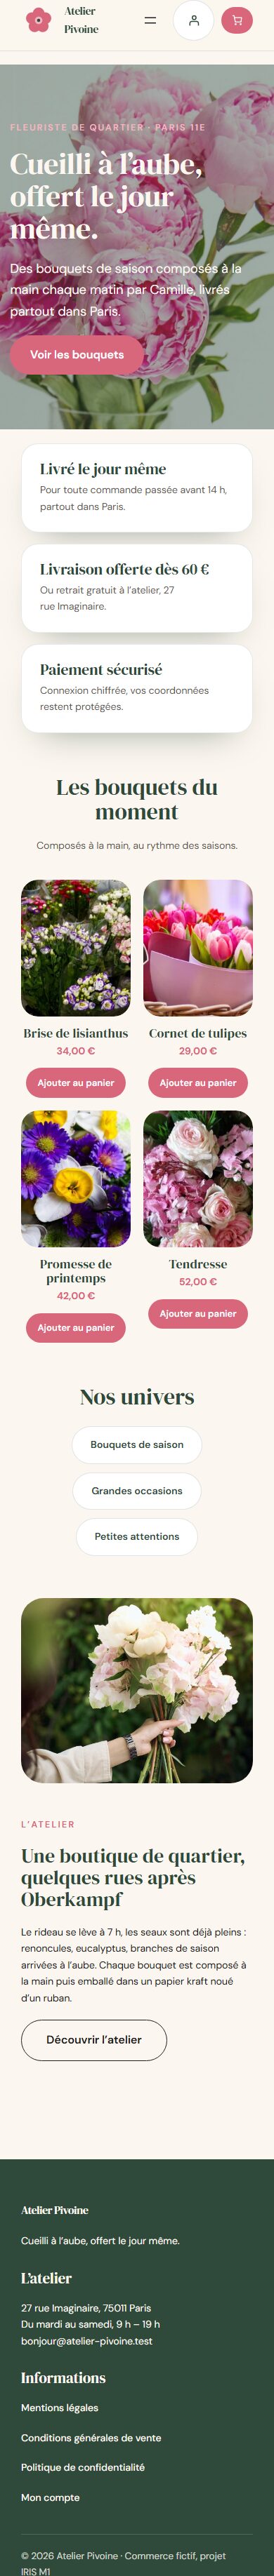 Atelier
Pivoine
FLEURISTE DE QUARTIER · PARIS 11E
Cueilli à l’aube,
offert le jour
même.
Des bouquets de saison composés à la
main chaque matin par Camille, livrés
partout dans Paris.
Voir les bouquets
Livré le jour même
Pour toute commande passée avant 14 h,
partout dans Paris.
Livraison offerte dès 60 €
Ou retrait gratuit à l’atelier, 27
rue Imaginaire.
Paiement sécurisé
Connexion chiffrée, vos coordonnées
restent protégées.
Les bouquets du
moment
Composés à la main, au rythme des saisons.
Brise de lisianthus
34,00 €
Ajouter au panier
Cornet de tulipes
29,00 €
Ajouter au panier
Promesse de
printemps
42,00 €
Ajouter au panier
Tendresse
52,00 €
Ajouter au panier
Nos univers
Bouquets de saison
Grandes occasions
Petites attentions
L’ATELIER
Une boutique de quartier,
quelques rues après
Oberkampf
Le rideau se lève à 7 h, les seaux sont déjà pleins :
renoncules, eucalyptus, branches de saison
arrivées à l’aube. Chaque bouquet est composé à
la main puis emballé dans un papier kraft noué
d’un ruban.
Découvrir l’atelier
Atelier Pivoine
Cueilli à l’aube, offert le jour même.
L’atelier
27 rue Imaginaire, 75011 Paris
Du mardi au samedi, 9 h – 19 h
bonjour@atelier-pivoine.test
Informations
Mentions légales
Conditions générales de vente
Politique de confidentialité
Mon compte
© 2026 Atelier Pivoine · Commerce fictif, projet
IRIS M1